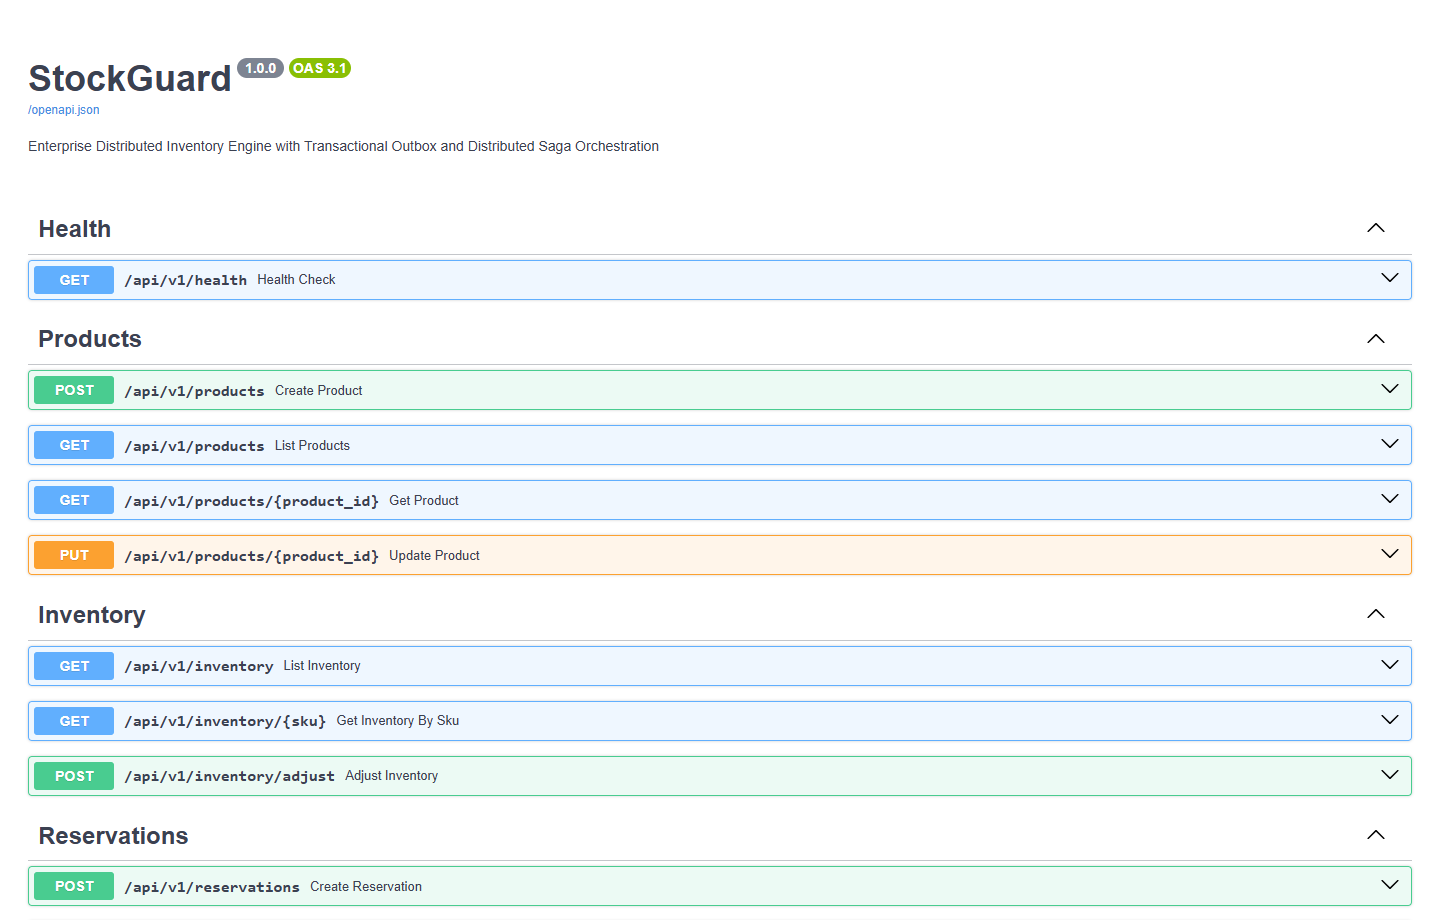 StockGuard 1.0.0 OAS 3.1
/openapi.json
Enterprise Distributed Inventory Engine with Transactional Outbox and Distributed Saga Orchestration
Health
GET /api/v1/health Health Check
Products
POST /api/v1/products Create Product
GET /api/v1/products List Products
GET /api/v1/products/{product_id} Get Product
PUT /api/v1/products/{product_id} Update Product
Inventory
GET /api/v1/inventory List Inventory
GET /api/v1/inventory/{sku} Get Inventory By Sku
POST /api/v1/inventory/adjust Adjust Inventory
Reservations
POST /api/v1/reservations Create Reservation